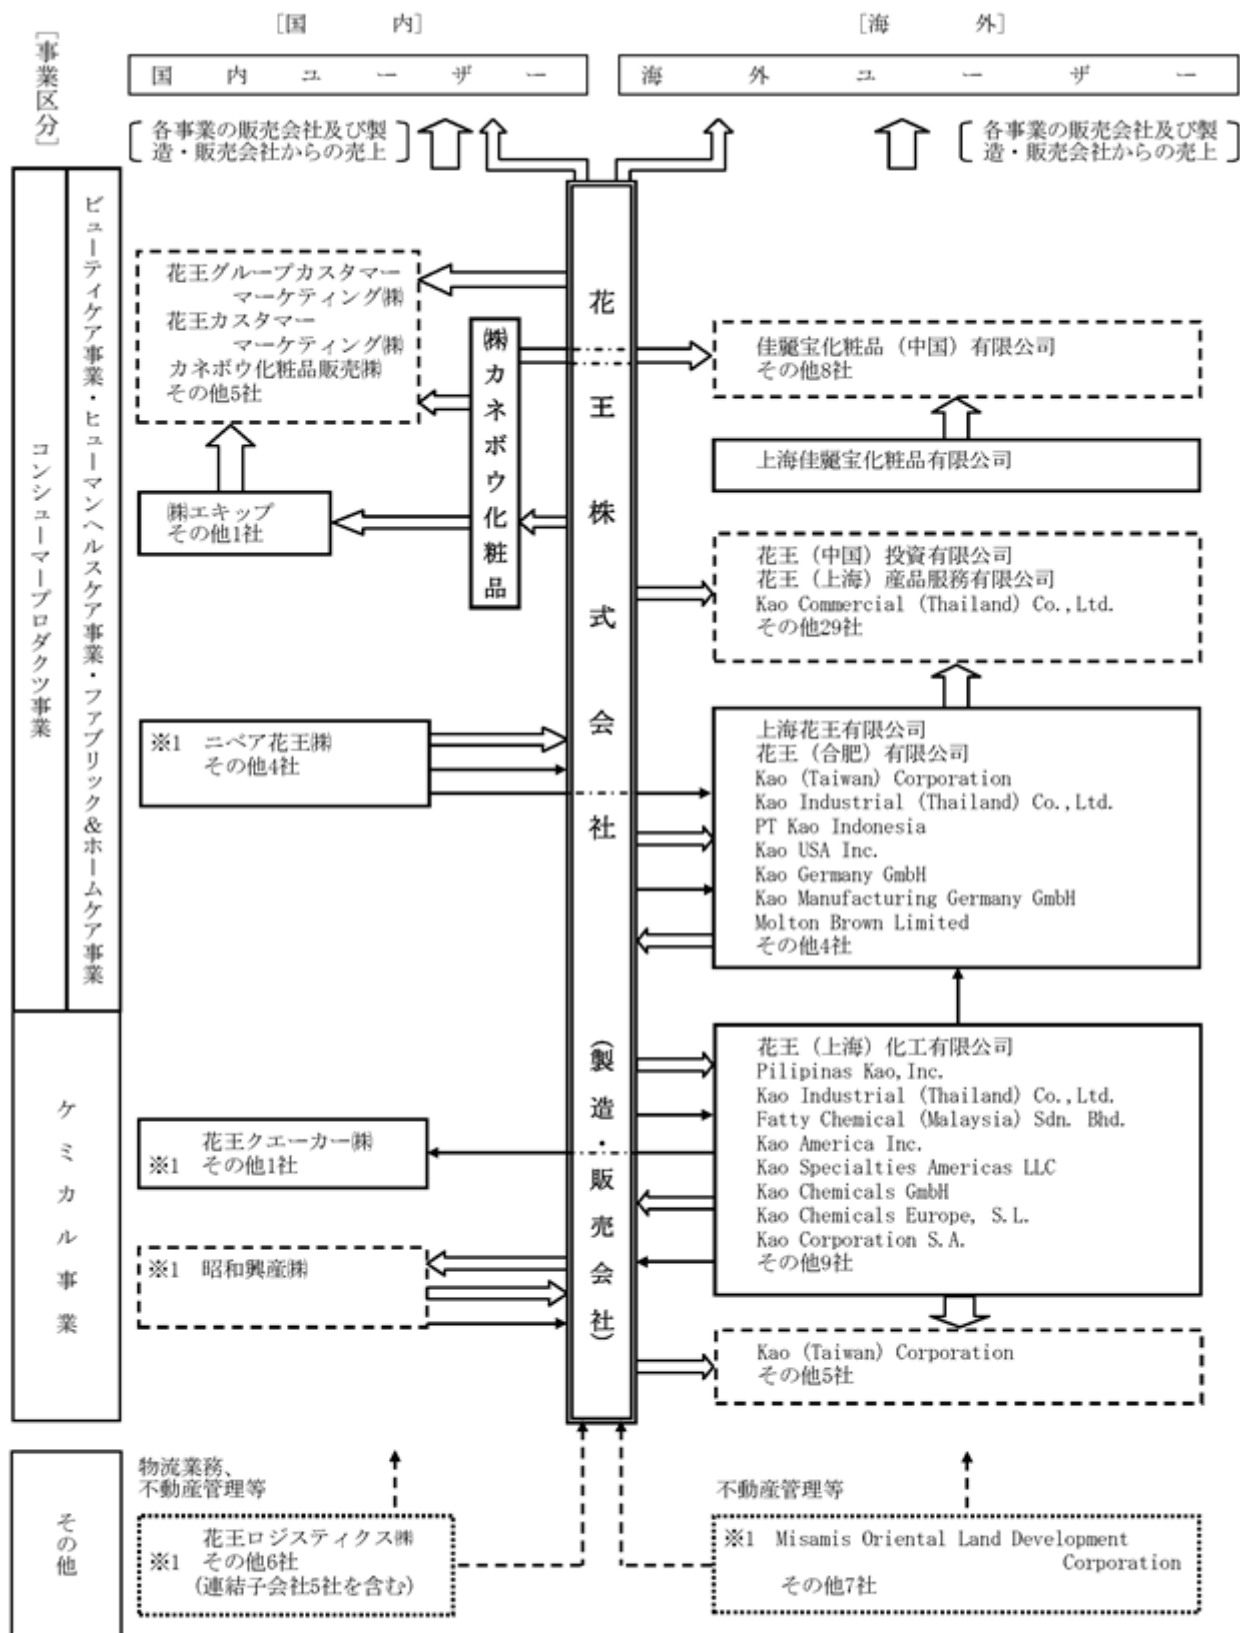 [国 内]
[海 外]
[事業区分]
国 内 ユ ー ザ ー
海 外 ユ ー ザ ー
各事業の販売会社及び製
造・販売会社からの売上
各事業の販売会社及び製
造・販売会社からの売上
コンシューマープロダクツ事業
ビューティケア事業・ヒューマンヘルスケア事業・ファブリック&ホームケア事業
花王グループカスタマー
マーケティング㈱
花王カスタマー
マーケティング㈱
カネボウ化粧品販売㈱
その他5社
㈱カネボウ化粧品
㈱エキップ
その他1社
花王株式会社(製造・販売会社)
佳麗宝化粧品(中国)有限公司
その他8社
上海佳麗宝化粧品有限公司
花王(中国)投資有限公司
花王(上海)産品服務有限公司
Kao Commercial (Thailand) Co.,Ltd.
その他29社
※1 ニベア花王㈱
その他4社
上海花王有限公司
花王(合肥)有限公司
Kao (Taiwan) Corporation
Kao Industrial (Thailand) Co.,Ltd.
PT Kao Indonesia
Kao USA Inc.
Kao Germany GmbH
Kao Manufacturing Germany GmbH
Molton Brown Limited
その他4社
ケミカル事業
花王クエーカー㈱
※1 その他1社
※1 昭和興産㈱
花王(上海)化工有限公司
Pilipinas Kao,Inc.
Kao Industrial (Thailand) Co.,Ltd.
Fatty Chemical (Malaysia) Sdn. Bhd.
Kao America Inc.
Kao Specialties Americas LLC
Kao Chemicals GmbH
Kao Chemicals Europe, S.L.
Kao Corporation S.A.
その他9社
Kao (Taiwan) Corporation
その他5社
その他
物流業務、
不動産管理等
花王ロジスティクス㈱
※1 その他6社
(連結子会社5社を含む)
不動産管理等
※1 Misamis Oriental Land Development
Corporation
その他7社